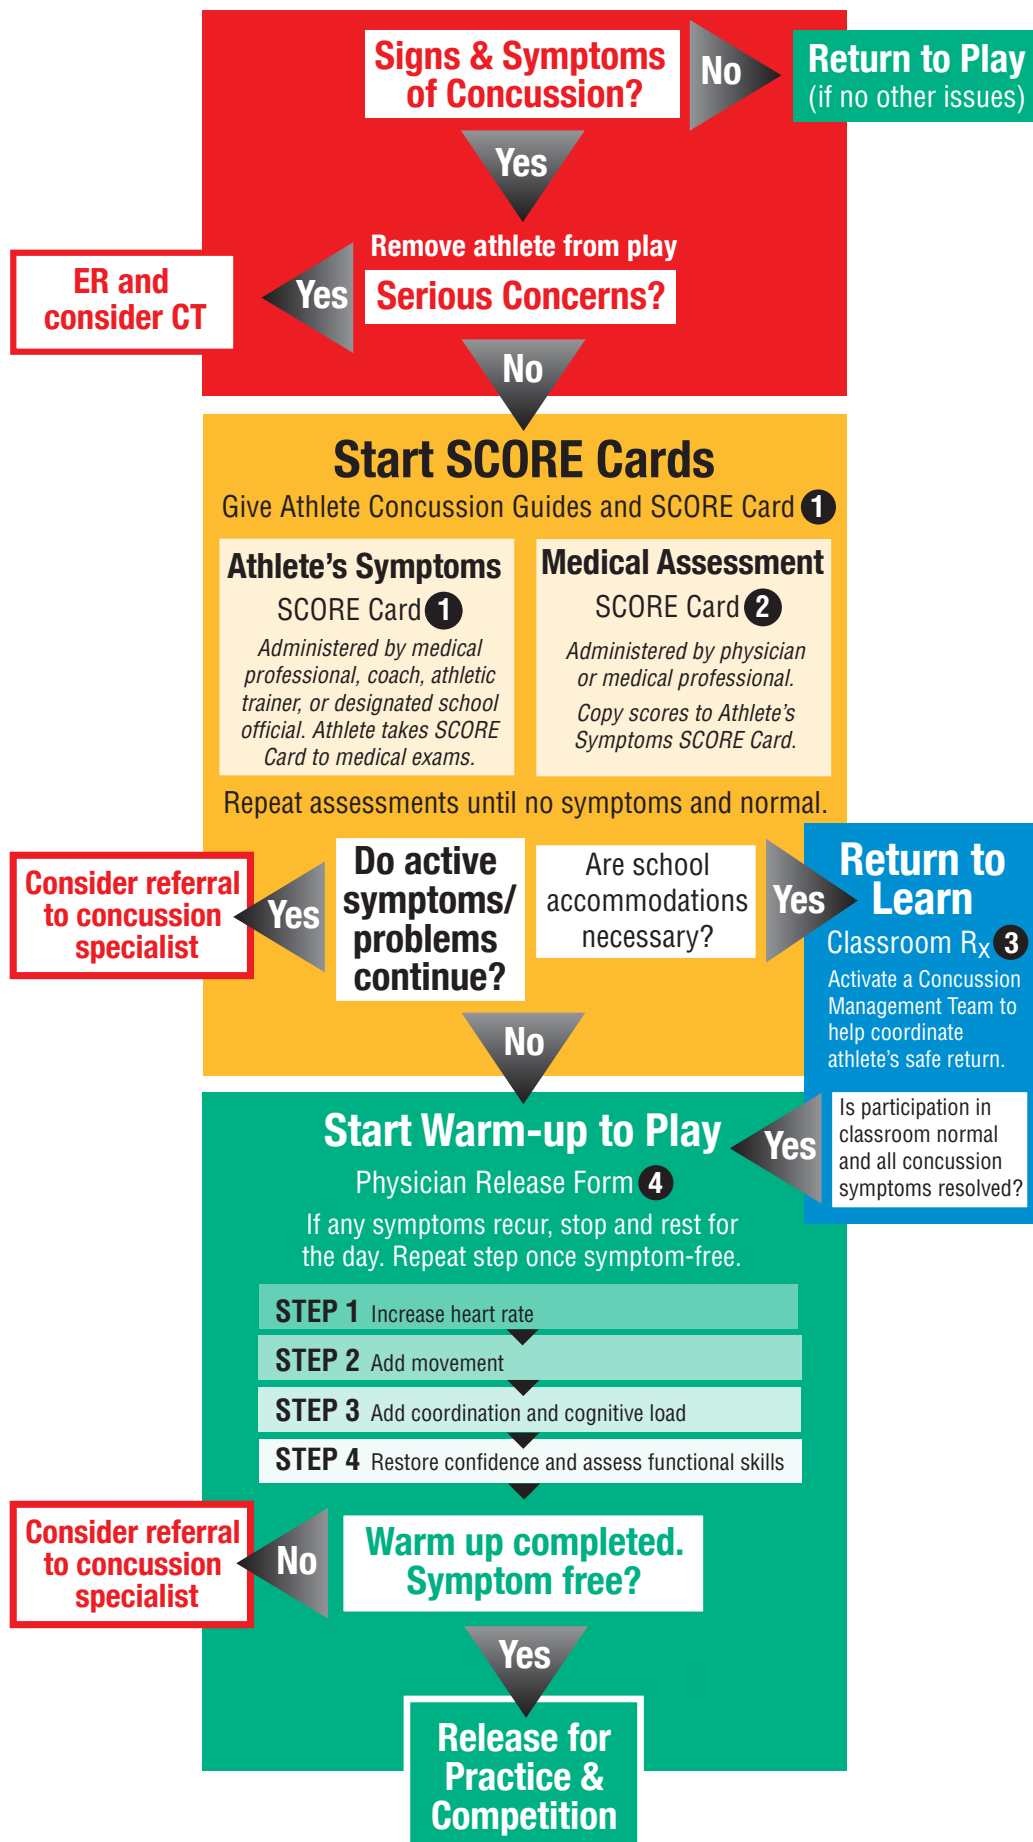 Signs & Symptoms
of Concussion?
No
Return to Play
(if no other issues)
Yes
Remove athlete from play
Serious Concerns?
Yes
ER and
consider CT
No
Start SCORE Cards
Give Athlete Concussion Guides and SCORE Card 1
Athlete's Symptoms
SCORE Card 1
Administered by medical
professional, coach, athletic
trainer, or designated school
official. Athlete takes SCORE
Card to medical exams.
Medical Assessment
SCORE Card 2
Administered by physician
or medical professional.
Copy scores to Athlete's
Symptoms SCORE Card.
Repeat assessments until no symptoms and normal.
Do active
symptoms/
problems
continue?
Yes
Consider referral
to concussion
specialist
Are school
accommodations
necessary?
Yes
Return to
Learn
Classroom Rx 3
Activate a Concussion
Management Team to
help coordinate
athlete's safe return.
Is participation in
classroom normal
and all concussion
symptoms resolved?
Yes
No
Start Warm-up to Play
Physician Release Form 4
If any symptoms recur, stop and rest for
the day. Repeat step once symptom-free.
STEP 1 Increase heart rate
STEP 2 Add movement
STEP 3 Add coordination and cognitive load
STEP 4 Restore confidence and assess functional skills
Warm up completed.
Symptom free?
No
Consider referral
to concussion
specialist
Yes
Release for
Practice &
Competition